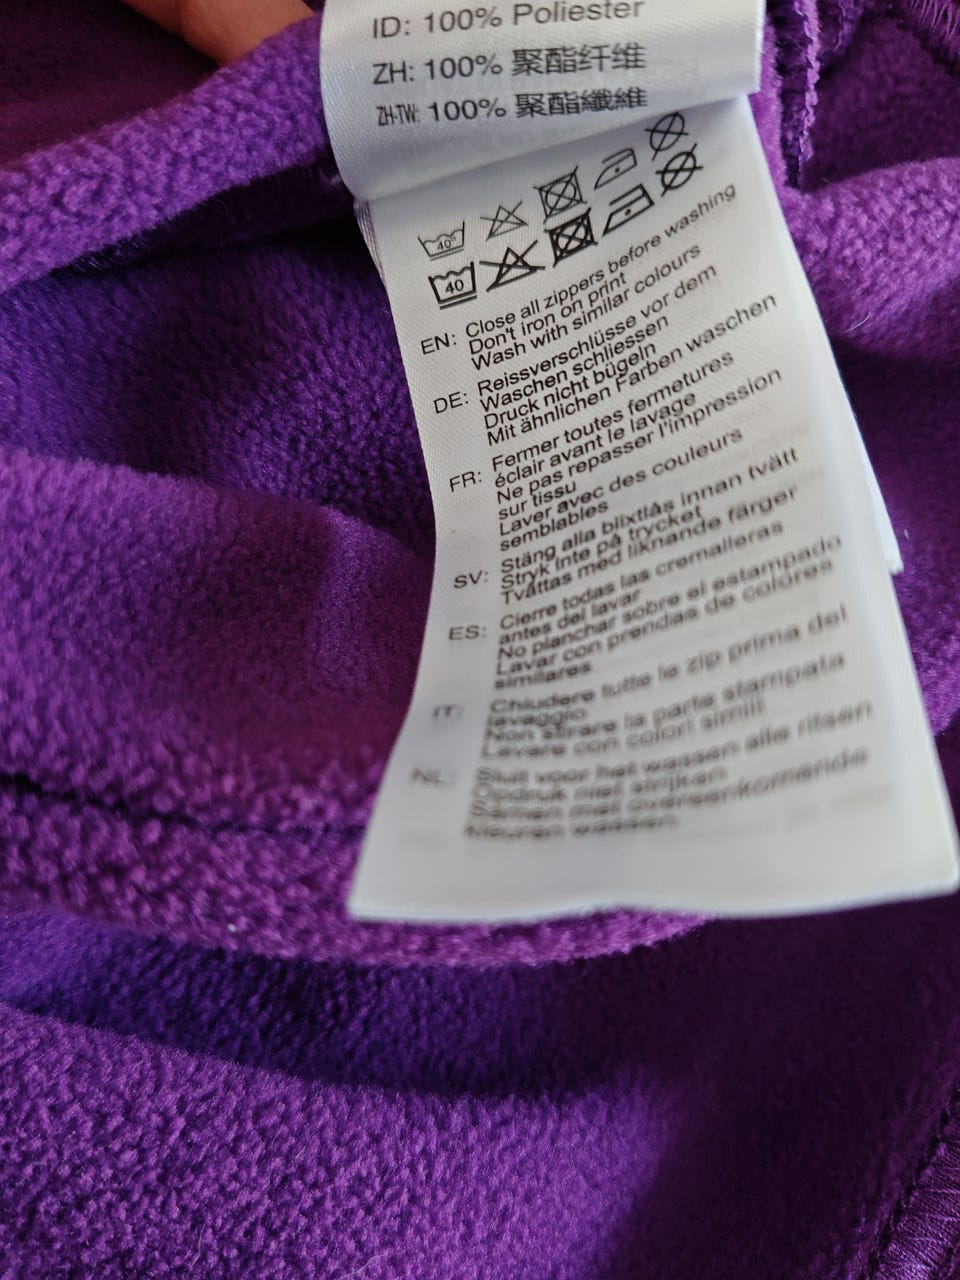 ID: 100% Poliester
ZH: 100% 聚酯纤维
ZH-TW: 100% 聚酯纖維
40°
40
EN: Close all zippers before washing
Don't iron on print
Wash with similar colours
DE: Reissverschlüsse vor dem
Waschen schliessen
Druck nicht bügeln
Mit ähnlichen Farben waschen
FR: Fermer toutes fermetures
éclair avant le lavage
Ne pas repasser l'impression
sur tissu
Laver avec des couleurs
semblables
SV: Stäng alla blixtlås innan tvätt
Stryk inte på trycket
Tvättas med liknande färger
ES: Cierre todas las cremalleras
antes del lavar
No planchar sobre el estampado
Lavar con prendas de colores
similares
IT: Chiudere tutte le zip prima del
lavaggio
Non stirare la parte stampata
Lavare con colori simili
NL: Sluit voor het wassen alle ritsen
Opdruk niet strijken
Samen met overeenkomende
kleuren wassen